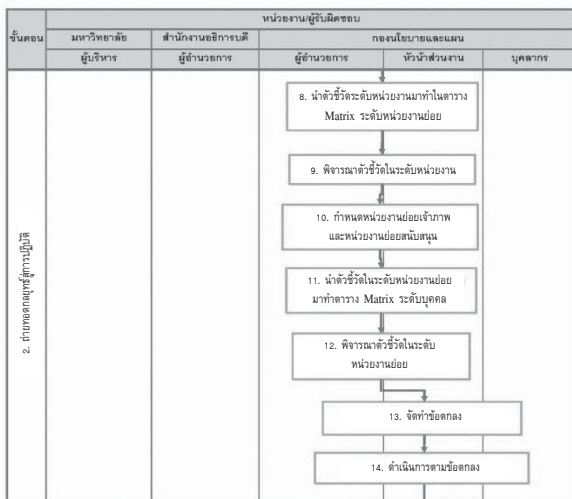 หน่วยงาน/ผู้รับผิดชอบ
ขั้นตอน
มหาวิทยาลัย
สำนักงานอธิการบดี
กองนโยบายและแผน
ผู้บริหาร
ผู้อำนวยการ
ผู้อำนวยการ
หัวน้าส่วนงาน
บุคลากร
2. ถ่ายทอดกลยุทธ์สู่การปฏิบัติ
8. นำตัวชี้วัดระดับหน่วยงานมาทำในตาราง
Matrix ระดับหน่วยงานย่อย
9. พิจารณาตัวชี้วัดในระดับหน่วยงาน
10. กำหนดหน่วยงานย่อยเจ้าภาพ
และหน่วยงานย่อยสนับสนุน
11. นำตัวชี้วัดในระดับหน่วยงานย่อย
มาทำตาราง Matrix ระดับบุคคล
12. พิจารณาตัวชี้วัดในระดับ
หน่วยงานย่อย
13. จัดทำข้อตกลง
14. ดำเนินการตามข้อตกลง